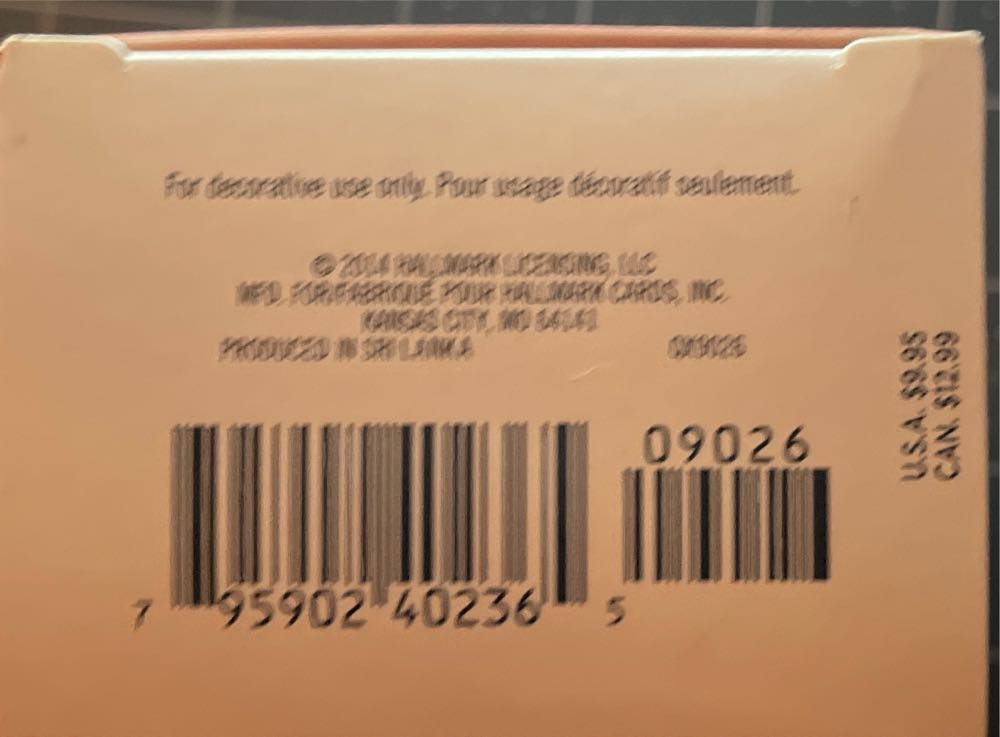 For decorative use only. Pour usage décoratif seulement.
© 2014 HALLMARK LICENSING, LLC
MFD. FOR/FABRIQUÉ POUR HALLMARK CARDS, INC.
KANSAS CITY, MO 64141
PRODUCED IN SRI LANKA QK9026
U.S.A. $9.95
CAN. $12.99
09026
7 95902 40236 5